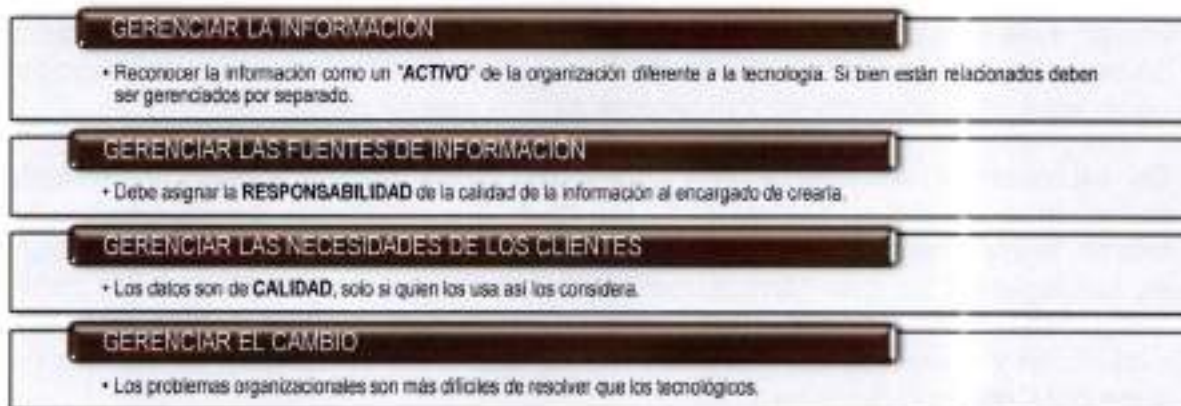 GERENCIAR LA INFORMACIÓN
• Reconocer la información como un "ACTIVO" de la organización diferente a la tecnología. Si bien están relacionados deben
ser gerenciados por separado.
GERENCIAR LAS FUENTES DE INFORMACIÓN
• Debe asignar la RESPONSABILIDAD de la calidad de la información al encargado de crearla.
GERENCIAR LAS NECESIDADES DE LOS CLIENTES
• Los datos son de CALIDAD, solo si quien los usa así los considera.
GERENCIAR EL CAMBIO
• Los problemas organizacionales son más difíciles de resolver que los tecnológicos.